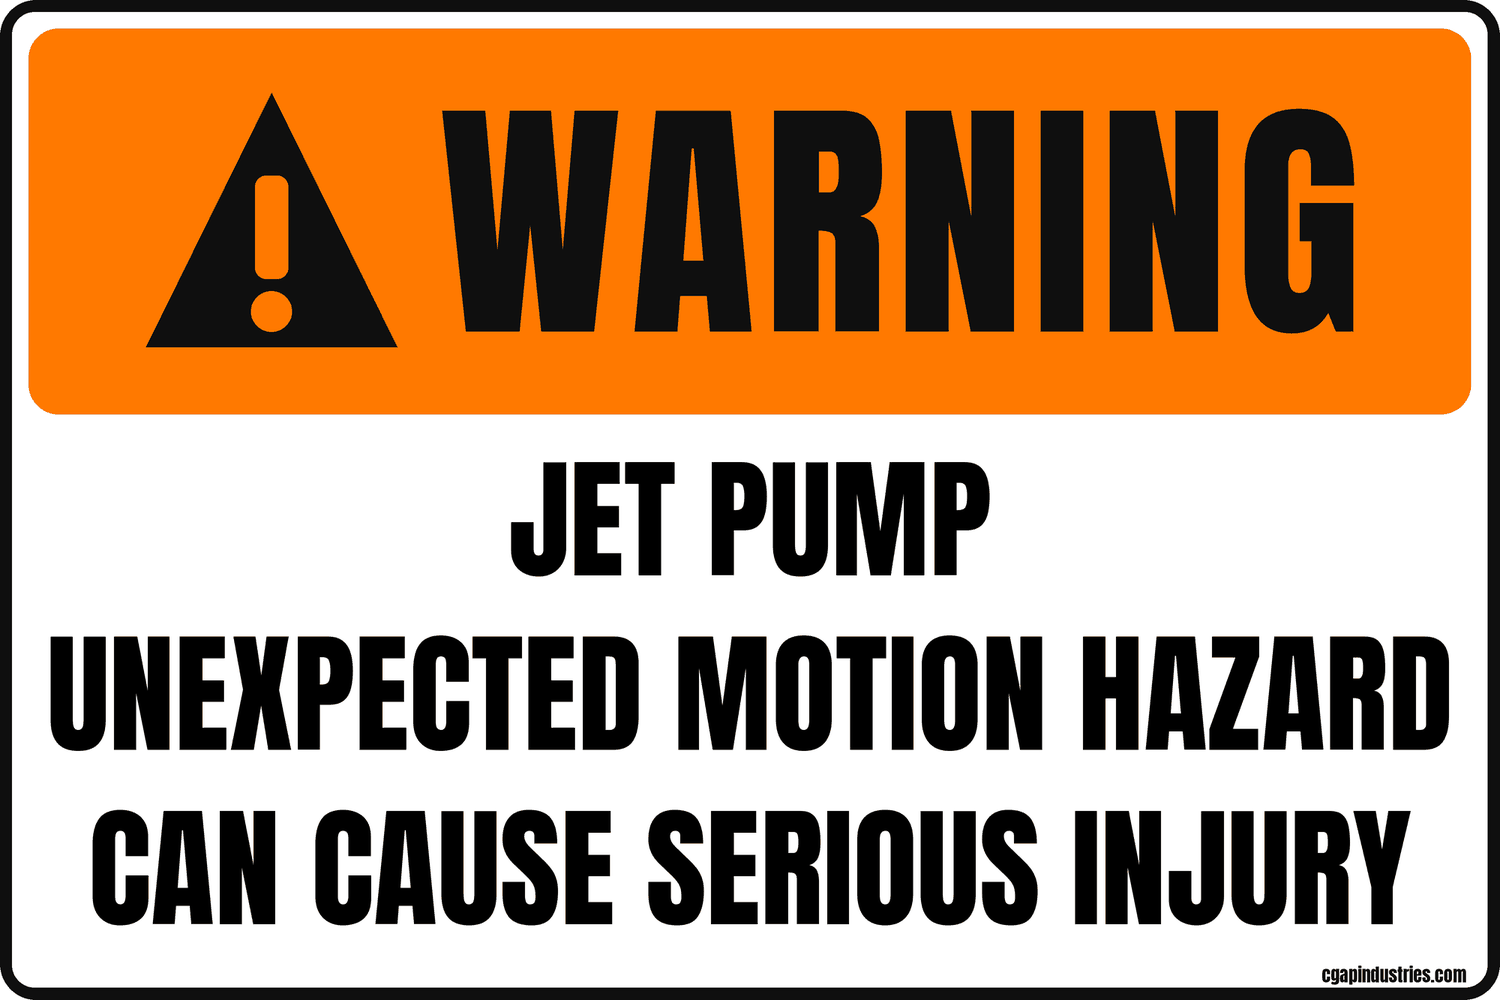 WARNING
JET PUMP
UNEXPECTED MOTION HAZARD
CAN CAUSE SERIOUS INJURY
cgapindustries.com